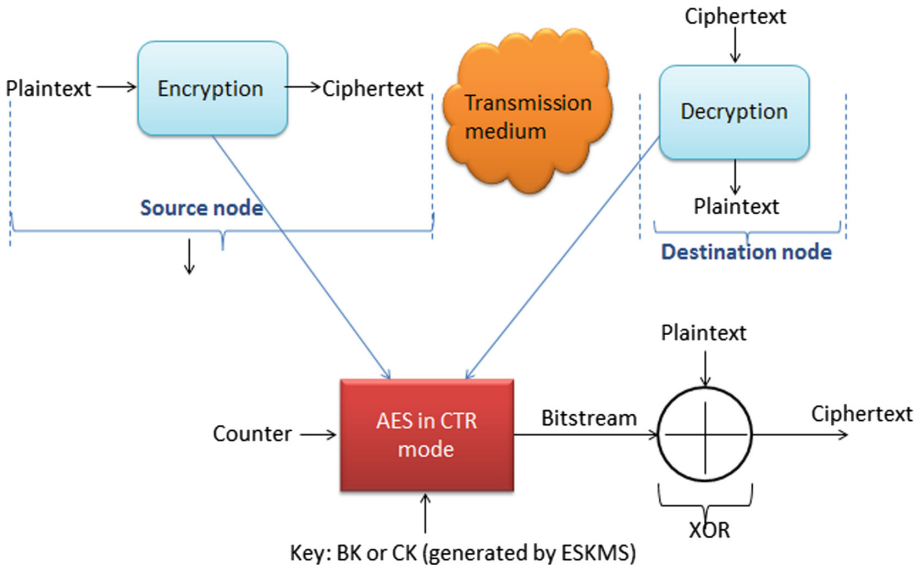 Ciphertext
Plaintext
Encryption
Ciphertext
Transmission
medium
Decryption
Plaintext
Source node
Destination node
Plaintext
Counter
AES in CTR
mode
Bitstream
Ciphertext
XOR
Key: BK or CK (generated by ESKMS)